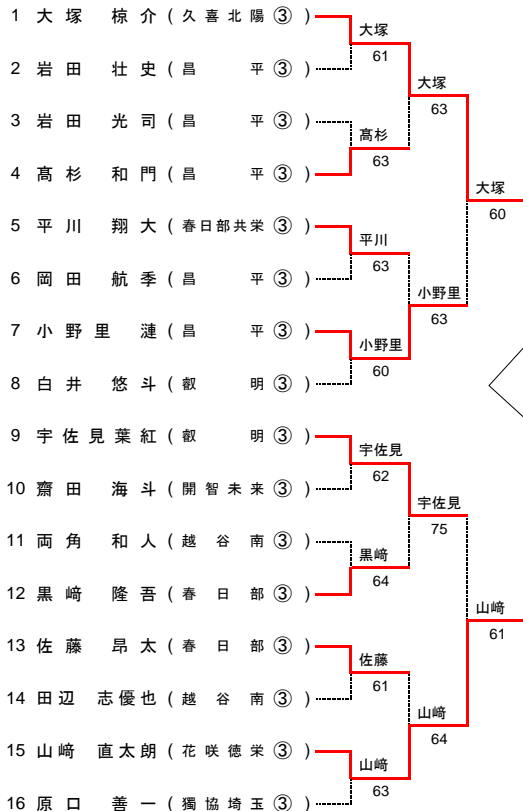 1 大塚 椋介 (久喜北陽 ③ )
2 岩田 壮史 ( 昌平 ③ )
3 岩田 光司 ( 昌平 ③ )
4 髙杉 和門 ( 昌平 ③ )
5 平川 翔大 ( 春日部共栄 ③ )
6 岡田 航季 ( 昌平 ③ )
7 小野里 漣 ( 昌平 ③ )
8 白井 悠斗 ( 叡明 ③ )
9 宇佐見葉紅 ( 叡明 ③ )
10 齋田 海斗 ( 開智未来 ③ )
11 両角 和人 ( 越谷南 ③ )
12 黒﨑 隆吾 ( 春日部 ③ )
13 佐藤 昂太 ( 春日部 ③ )
14 田辺 志優也 ( 越谷南 ③ )
15 山﨑 直太朗 ( 花咲徳栄 ③ )
16 原口 善一 ( 獨協埼玉 ③ )
大塚
61
髙杉
63
平川
63
小野里
60
宇佐見
62
黒﨑
64
佐藤
61
山﨑
63
大塚
63
小野里
63
宇佐見
75
山﨑
64
大塚
60
山﨑
61